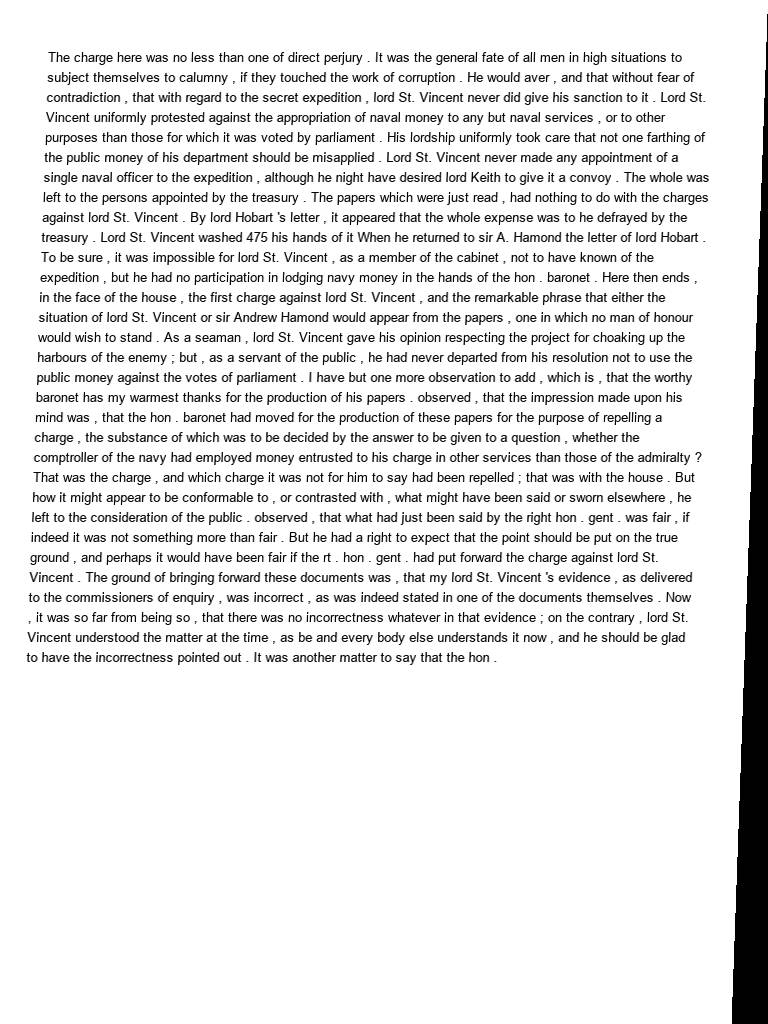 The charge here was no less than one of direct perjury . It was the general fate of all men in high situations to
subject themselves to calumny , if they touched the work of corruption . He would aver , and that without fear of
contradiction , that with regard to the secret expedition , lord St. Vincent never did give his sanction to it . Lord St.
Vincent uniformly protested against the appropriation of naval money to any but naval services , or to other
purposes than those for which it was voted by parliament . His lordship uniformly took care that not one farthing of
the public money of his department should be misapplied . Lord St. Vincent never made any appointment of a
single naval officer to the expedition , although he night have desired lord Keith to give it a convoy . The whole was
left to the persons appointed by the treasury . The papers which were just read , had nothing to do with the charges
against lord St. Vincent . By lord Hobart 's letter , it appeared that the whole expense was to he defrayed by the
treasury . Lord St. Vincent washed 475 his hands of it When he returned to sir A. Hamond the letter of lord Hobart .
To be sure , it was impossible for lord St. Vincent , as a member of the cabinet , not to have known of the
expedition , but he had no participation in lodging navy money in the hands of the hon . baronet . Here then ends ,
in the face of the house , the first charge against lord St. Vincent , and the remarkable phrase that either the
situation of lord St. Vincent or sir Andrew Hamond would appear from the papers , one in which no man of honour
would wish to stand . As a seaman , lord St. Vincent gave his opinion respecting the project for choaking up the
harbours of the enemy ; but , as a servant of the public , he had never departed from his resolution not to use the
public money against the votes of parliament . I have but one more observation to add , which is , that the worthy
baronet has my warmest thanks for the production of his papers . observed , that the impression made upon his
mind was , that the hon . baronet had moved for the production of these papers for the purpose of repelling a
charge , the substance of which was to be decided by the answer to be given to a question , whether the
comptroller of the navy had employed money entrusted to his charge in other services than those of the admiralty ?
That was the charge , and which charge it was not for him to say had been repelled ; that was with the house . But
how it might appear to be conformable to , or contrasted with , what might have been said or sworn elsewhere , he
left to the consideration of the public . observed , that what had just been said by the right hon . gent . was fair , if
indeed it was not something more than fair . But he had a right to expect that the point should be put on the true
ground , and perhaps it would have been fair if the rt . hon . gent . had put forward the charge against lord St.
Vincent . The ground of bringing forward these documents was , that my lord St. Vincent 's evidence , as delivered
to the commissioners of enquiry , was incorrect , as was indeed stated in one of the documents themselves . Now
, it was so far from being so , that there was no incorrectness whatever in that evidence ; on the contrary , lord St.
Vincent understood the matter at the time , as be and every body else understands it now , and he should be glad
to have the incorrectness pointed out . It was another matter to say that the hon .